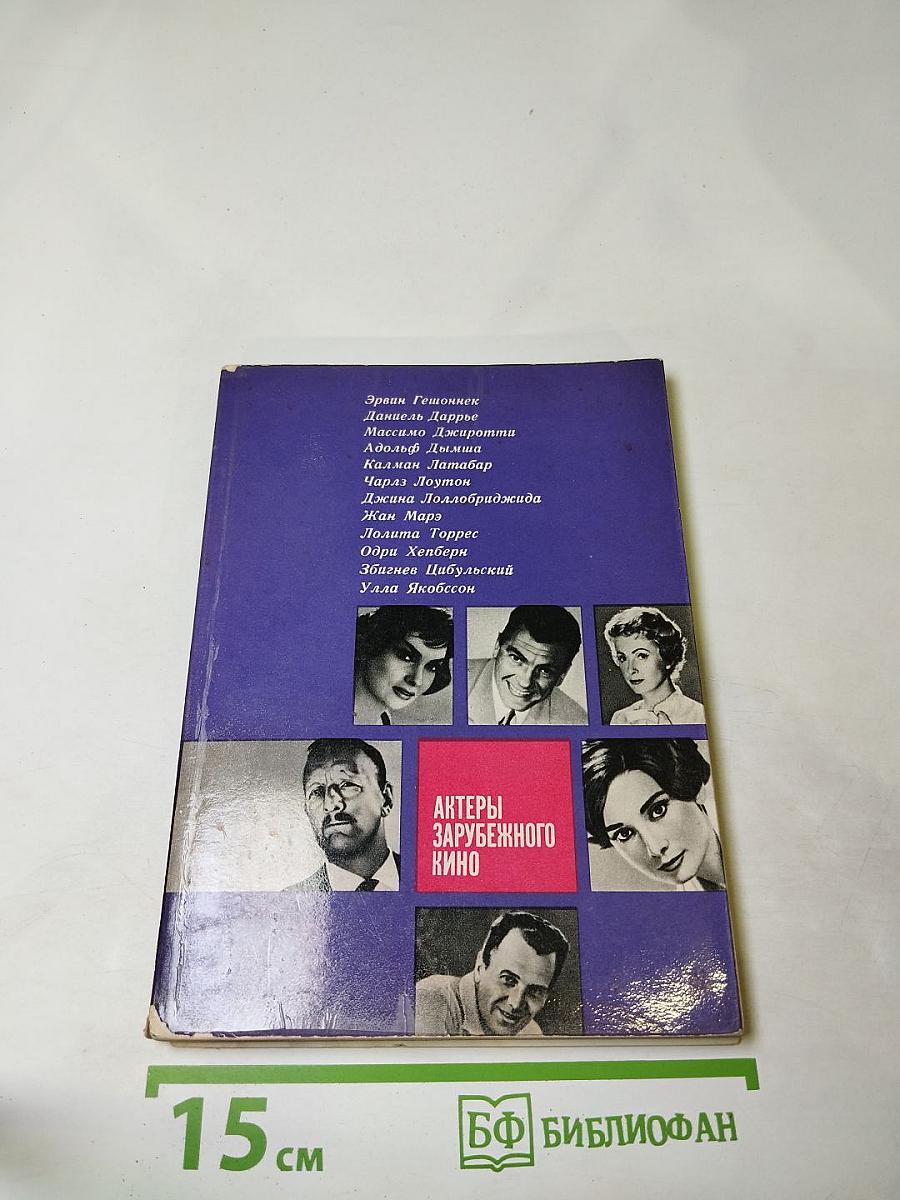 Эрвин Гешоннек
Даниель Даррье
Массимо Джиротти
Адольф Дымша
Калман Латабар
Чарлз Лоутон
Джина Лоллобриджида
Жан Марэ
Лолита Торрес
Одри Хепберн
Збигнев Цибульский
Улла Якобссон
АКТЕРЫ
ЗАРУБЕЖНОГО
КИНО
15 см
БФ БИБЛИОФАН